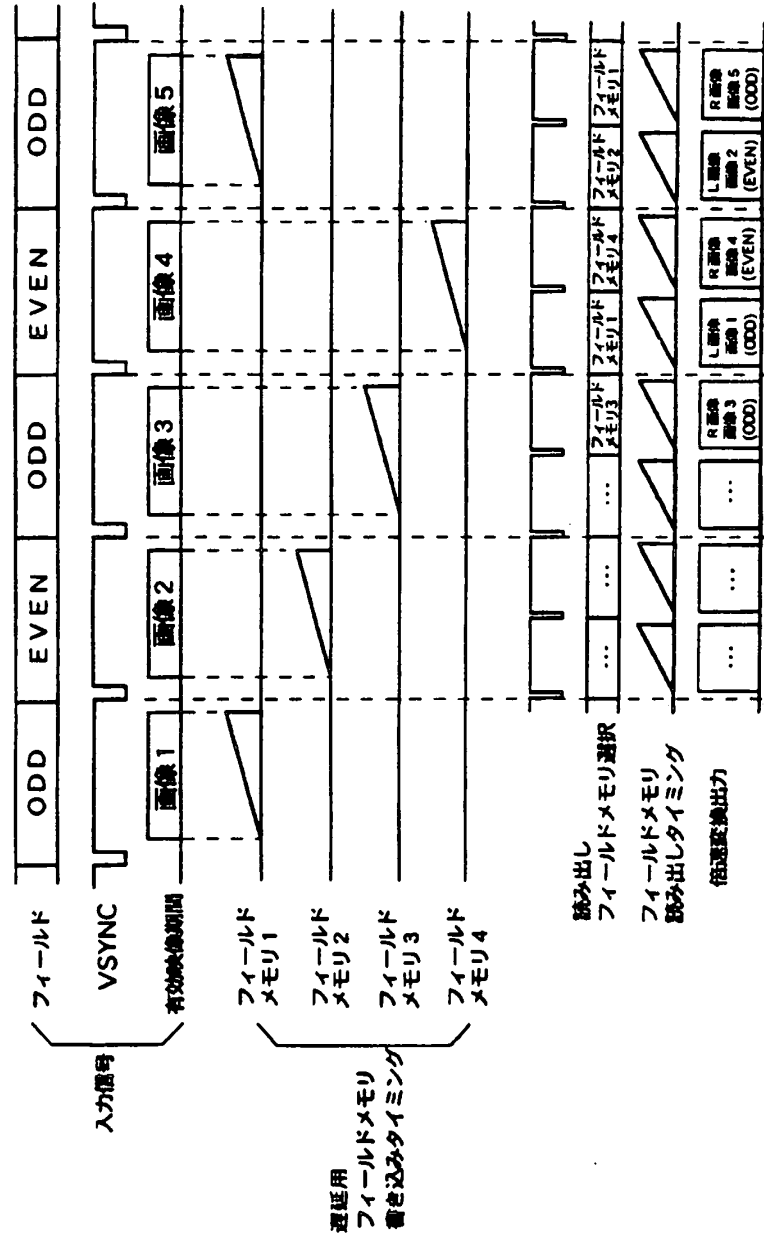 入力信号
フィールド
ODD
EVEN
ODD
EVEN
ODD
VSYNC
有効映像期間
画像1
画像2
画像3
画像4
画像5
遅延用
フィールドメモリ
書き込みタイミング
フィールド
メモリ1
フィールド
メモリ2
フィールド
メモリ3
フィールド
メモリ4
読み出し
フィールドメモリ選択
…
…
…
フィールド
メモリ3
フィールド
メモリ1
フィールド
メモリ4
フィールド
メモリ2
フィールド
メモリ1
フィールドメモリ
読み出しタイミング
倍速変換出力
…
…
…
R画像
画像3
(ODD)
L画像
画像1
(ODD)
R画像
画像4
(EVEN)
L画像
画像2
(EVEN)
R画像
画像5
(ODD)